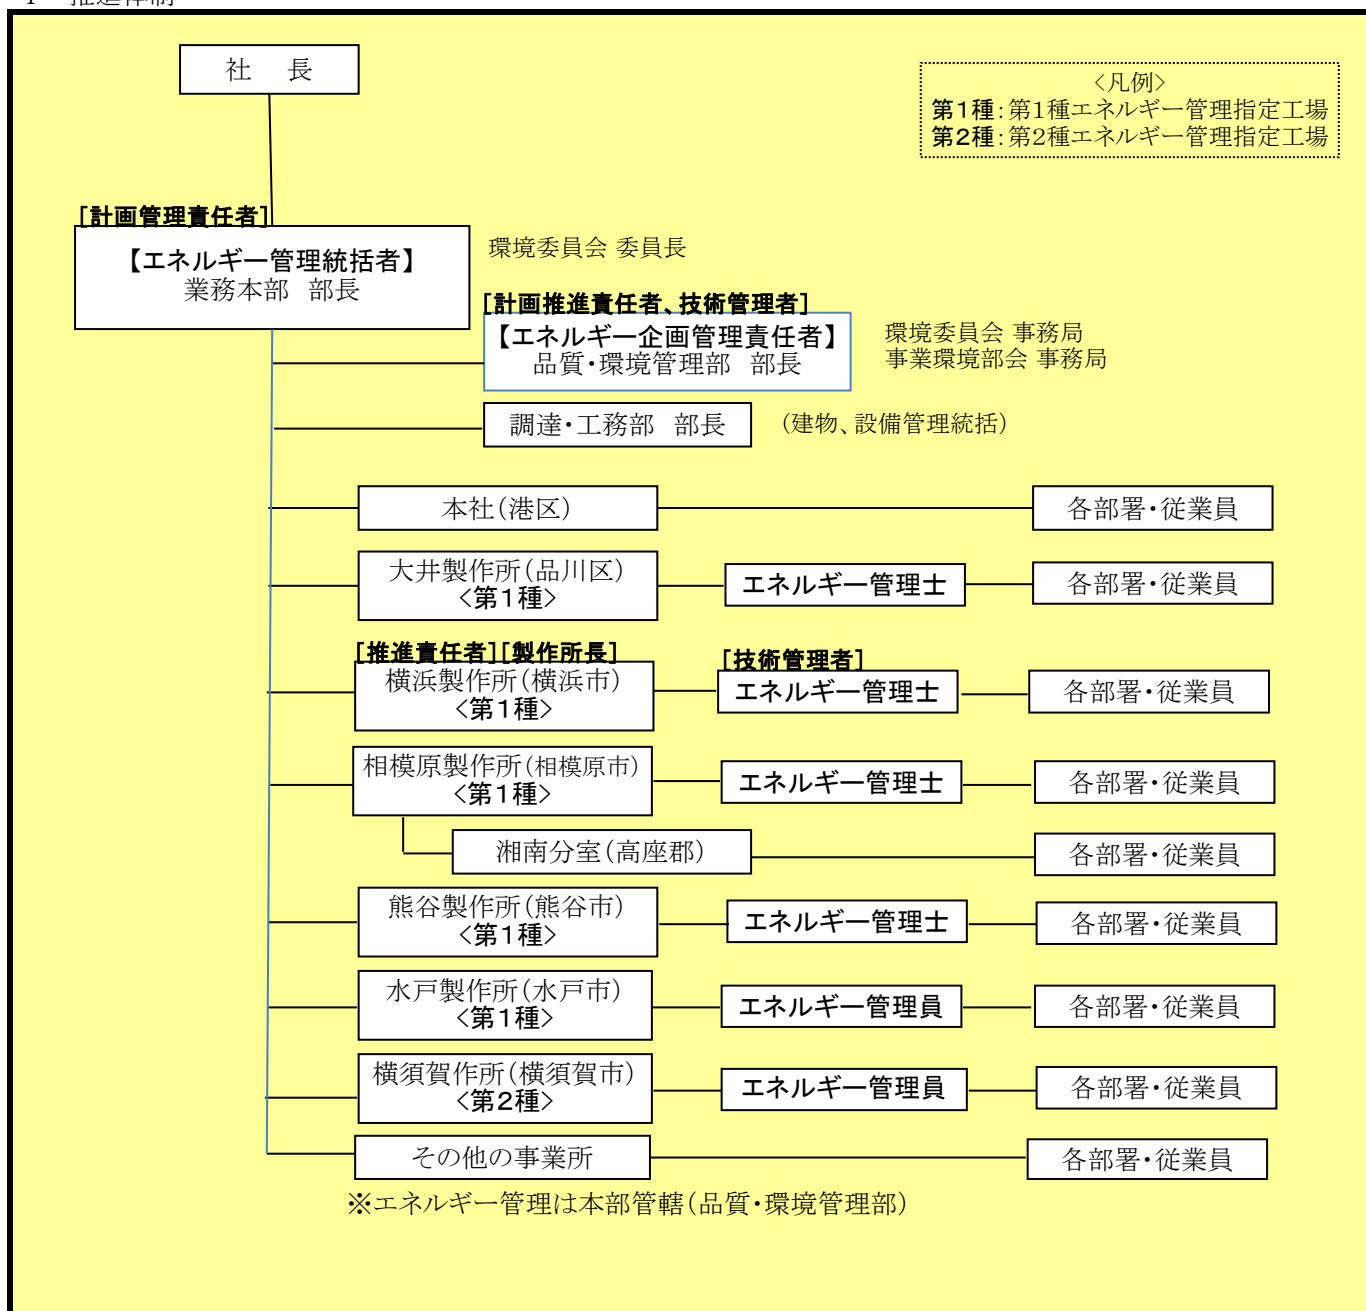 社　長
<凡例>
第１種：第1種エネルギー管理指定工場
第２種：第2種エネルギー管理指定工場
[計画管理責任者]
【エネルギー管理統括者】
業務本部　部長
環境委員会 委員長
[計画推進責任者、技術管理者]
【エネルギー企画管理責任者】
品質・環境管理部　部長
環境委員会 事務局
事業環境部会 事務局
調達・工務部　部長
（建物、設備管理統括）
本社（港区）
各部署・従業員
大井製作所（品川区）
<第１種>
エネルギー管理士
各部署・従業員
[推進責任者][製作所長]
[技術管理者]
横浜製作所（横浜市）
<第１種>
エネルギー管理士
各部署・従業員
相模原製作所（相模原市）
<第１種>
エネルギー管理士
各部署・従業員
湘南分室（高座郡）
各部署・従業員
熊谷製作所（熊谷市）
<第１種>
エネルギー管理士
各部署・従業員
水戸製作所（水戸市）
<第１種>
エネルギー管理員
各部署・従業員
横須賀作所（横須賀市）
<第２種>
エネルギー管理員
各部署・従業員
その他の事業所
各部署・従業員
※エネルギー管理は本部管轄（品質・環境管理部）